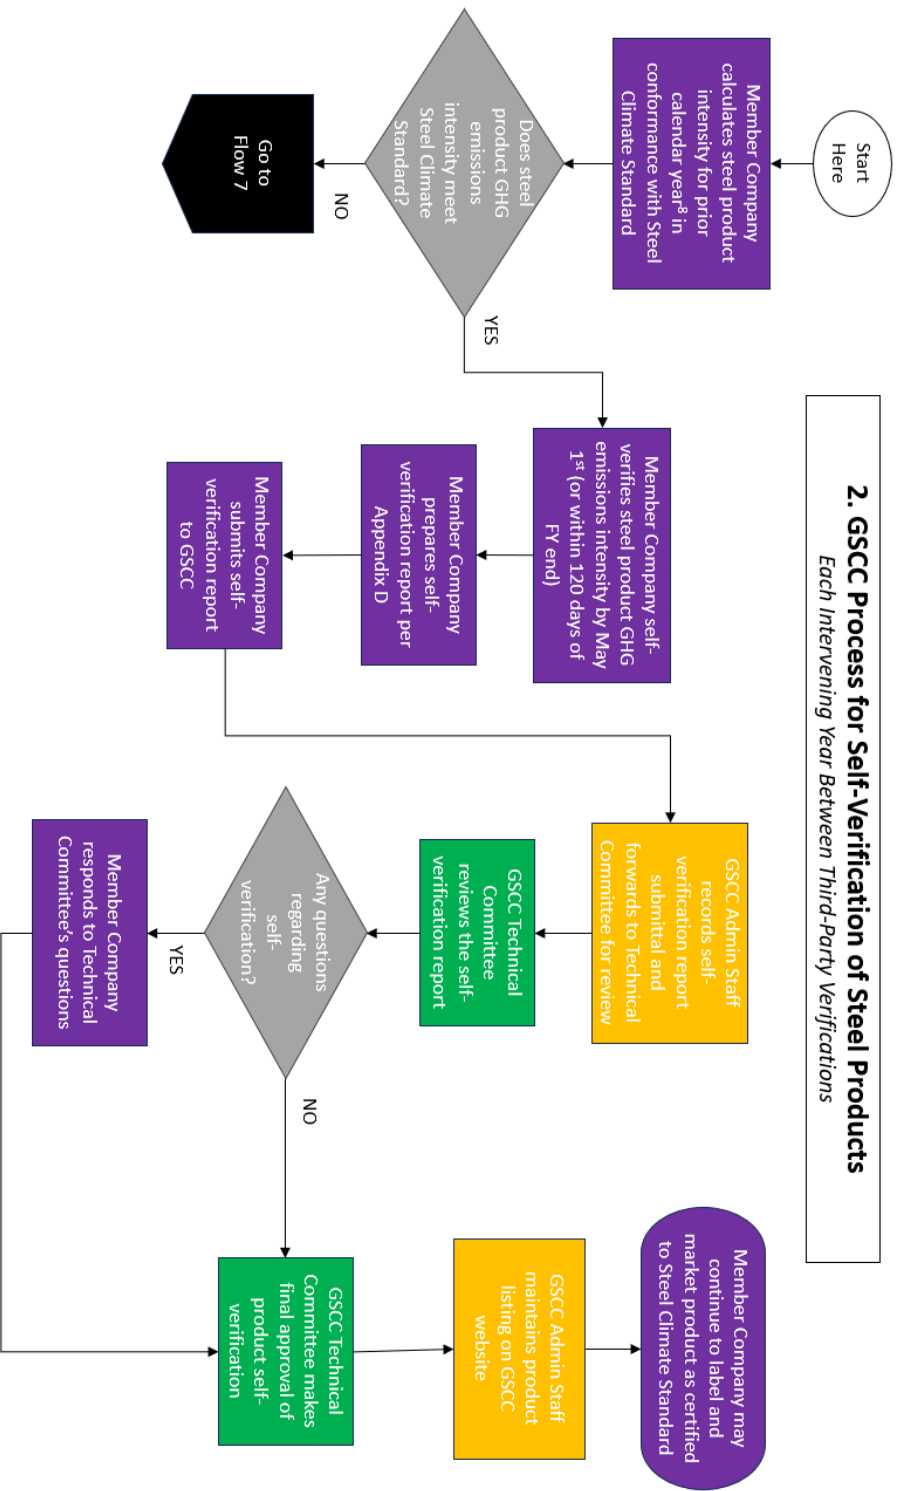 2. GSCC Process for Self-Verification of Steel Products
Each Intervening Year Between Third-Party Verifications
Start
Here
Member Company
calculates steel product
intensity for prior
calendar year⁸ in
conformance with Steel
Climate Standard
Does steel
product GHG
emissions
intensity meet
Steel Climate
Standard?
NO
Go to
Flow 7
YES
Member Company self-
verifies steel product GHG
emissions intensity by May
1st (or within 120 days of
FY end)
Member Company
prepares self-
verification report per
Appendix D
Member Company
submits self-
verification report
to GSCC
GSCC Admin Staff
records self-
verification report
submittal and
forwards to Technical
Committee for review
GSCC Technical
Committee
reviews the self-
verification report
Any questions
regarding
self-
verification?
YES
Member Company
responds to Technical
Committee's questions
NO
GSCC Technical
Committee makes
final approval of
product self-
verification
GSCC Admin Staff
maintains product
listing on GSCC
website
Member Company may
continue to label and
market product as certified
to Steel Climate Standard